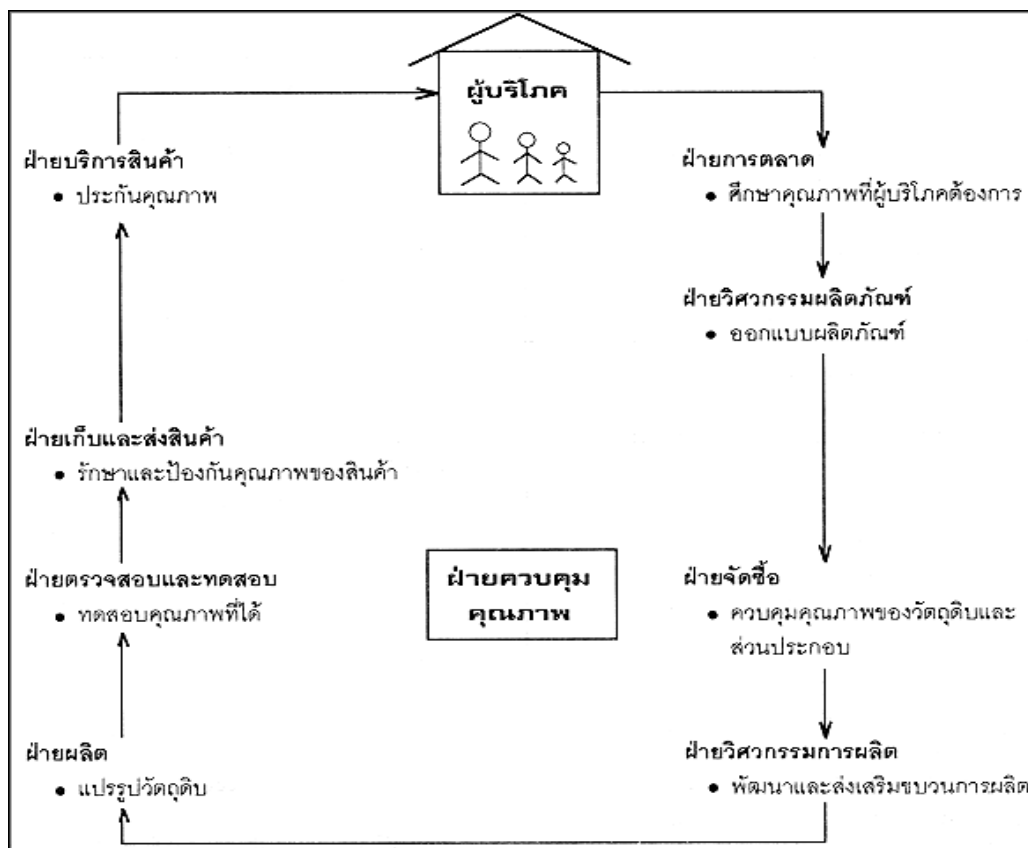 ผู้บริโภค
ฝ่ายการตลาด
• ศึกษาคุณภาพที่ผู้บริโภคต้องการ
ฝ่ายวิศวกรรมผลิตภัณฑ์
• ออกแบบผลิตภัณฑ์
ฝ่ายจัดซื้อ
• ควบคุมคุณภาพของวัตถุดิบและ
ส่วนประกอบ
ฝ่ายวิศวกรรมการผลิต
• พัฒนาและส่งเสริมขบวนการผลิต
ฝ่ายผลิต
• แปรรูปวัตถุดิบ
ฝ่ายตรวจสอบและทดสอบ
• ทดสอบคุณภาพที่ได้
ฝ่ายเก็บและส่งสินค้า
• รักษาและป้องกันคุณภาพของสินค้า
ฝ่ายบริการสินค้า
• ประกันคุณภาพ
ฝ่ายควบคุม
คุณภาพ